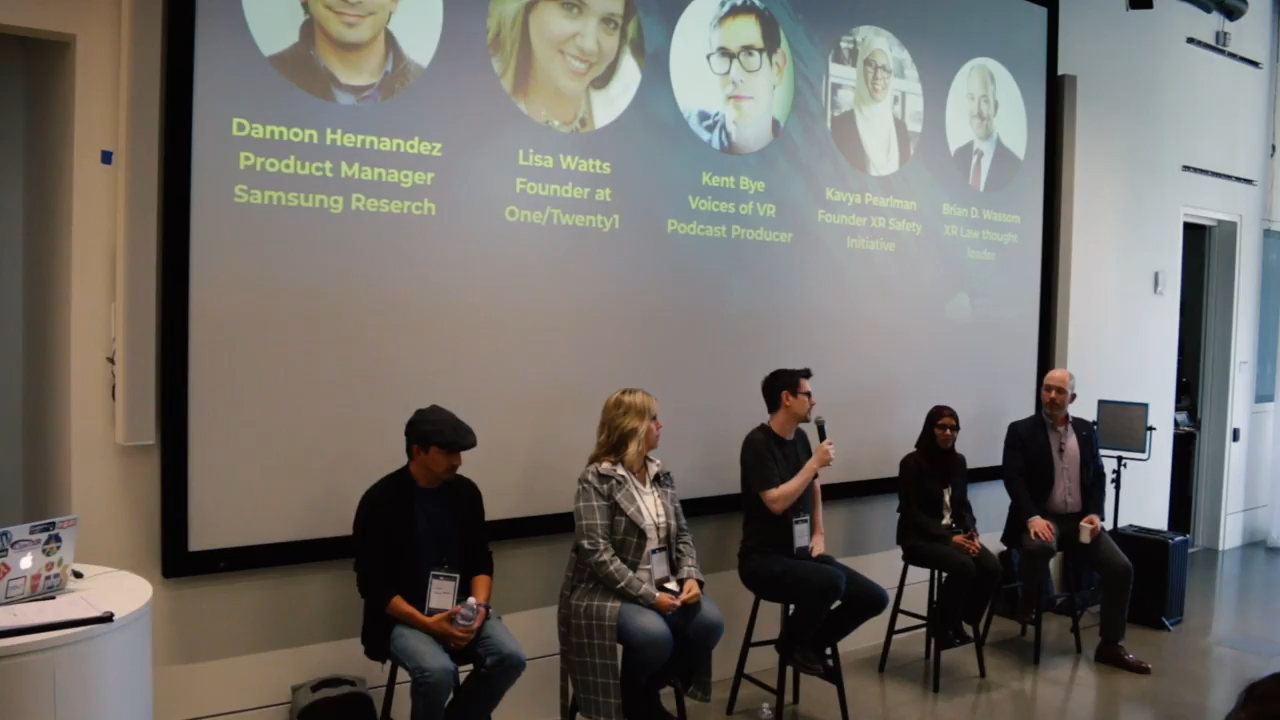 Damon Hernandez
Product Manager
Samsung Reserch
Lisa Watts
Founder at
One/Twenty1
Kent Bye
Voices of VR
Podcast Producer
Kavya Pearlman
Founder XR Safety
Initiative
Brian D. Wassom
XR Law thought
leader